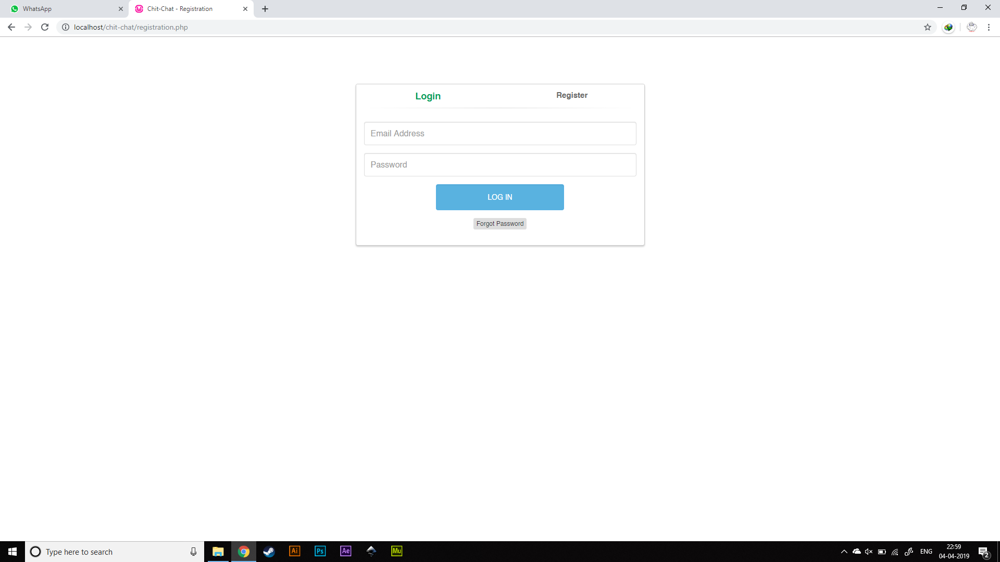 WhatsApp
Chit-Chat - Registration
localhost/chit-chat/registration.php
Login
Register
Email Address
Password
LOG IN
Forgot Password
Type here to search
Ai
Ps
Ae
Mu
ENG
22:59
04-04-2019
2